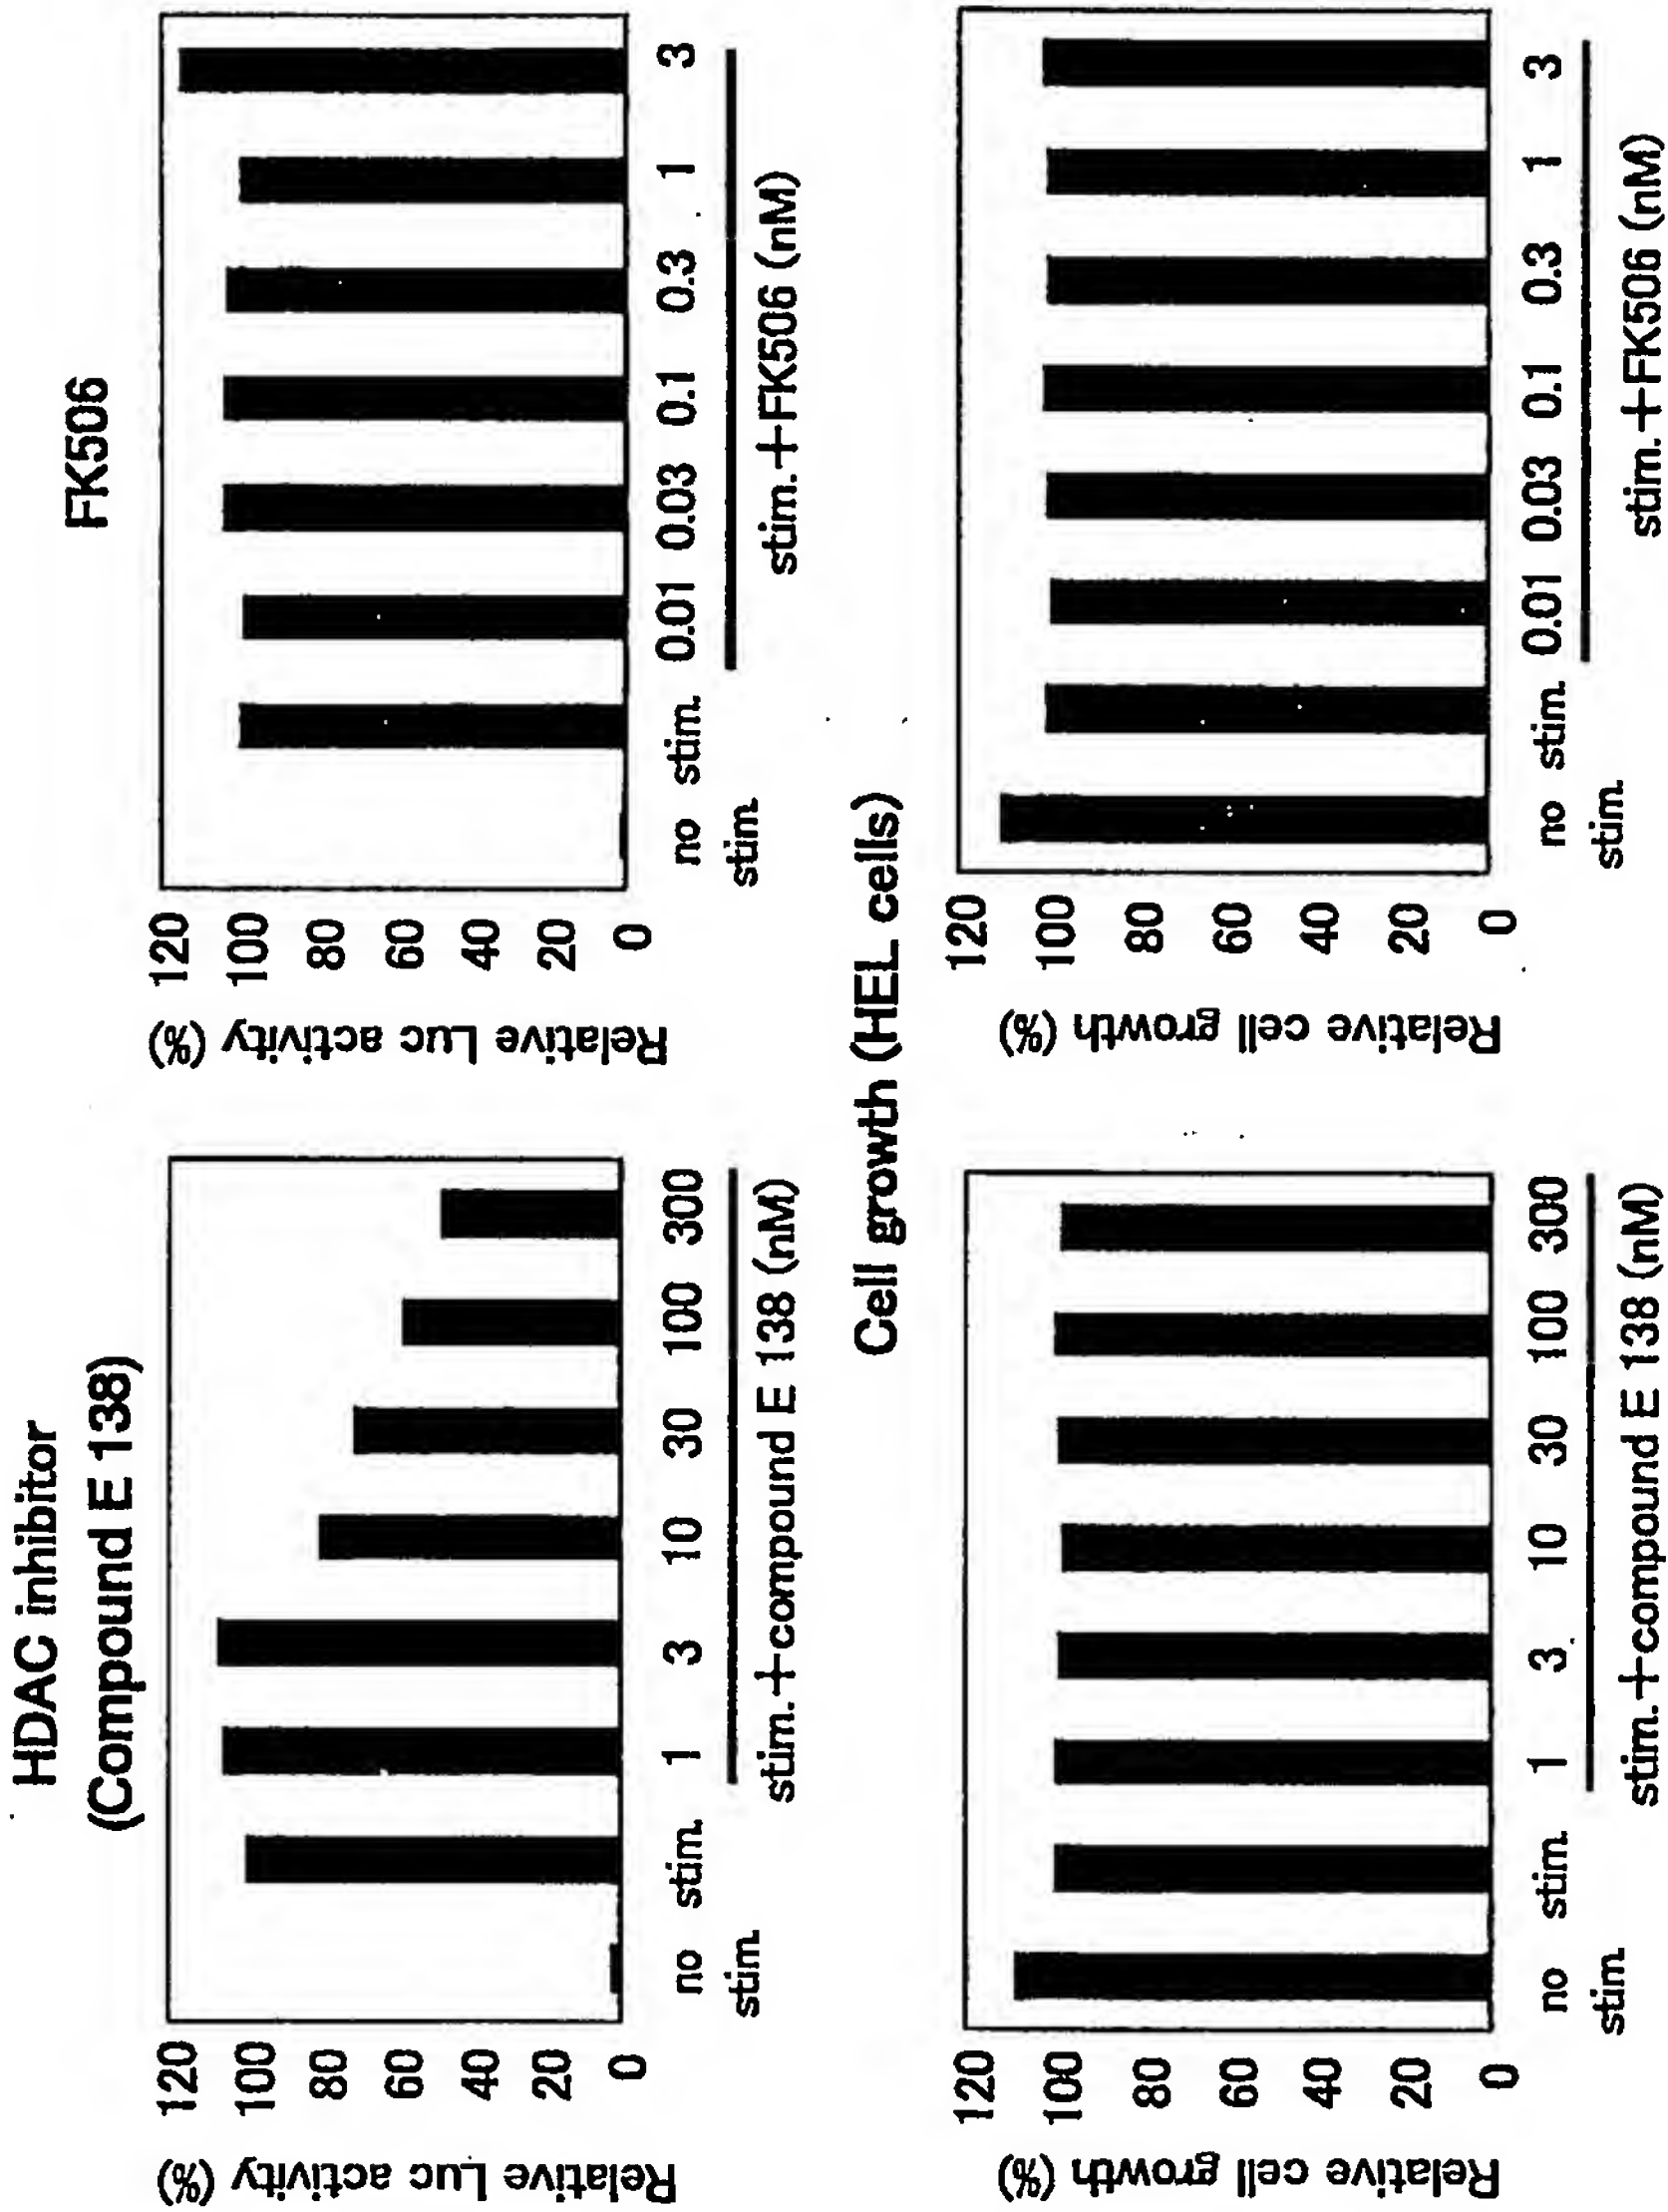 HDAC inhibitor
(Compound E 138)
Relative Luc activity (%)
120
100
80
60
40
20
0
no stim. stim. 1 3 10 30 100 300
stim.+compound E 138 (nM)
FK506
Relative Luc activity (%)
120
100
80
60
40
20
0
no stim. stim. 0.01 0.03 0.1 0.3 1 3
stim.+FK506 (nM)
Cell growth (HEL cells)
Relative cell growth (%)
120
100
80
60
40
20
0
no stim. stim. 1 3 10 30 100 300
stim.+compound E 138 (nM)
Relative cell growth (%)
120
100
80
60
40
20
0
no stim. stim. 0.01 0.03 0.1 0.3 1 3
stim.+FK506 (nM)